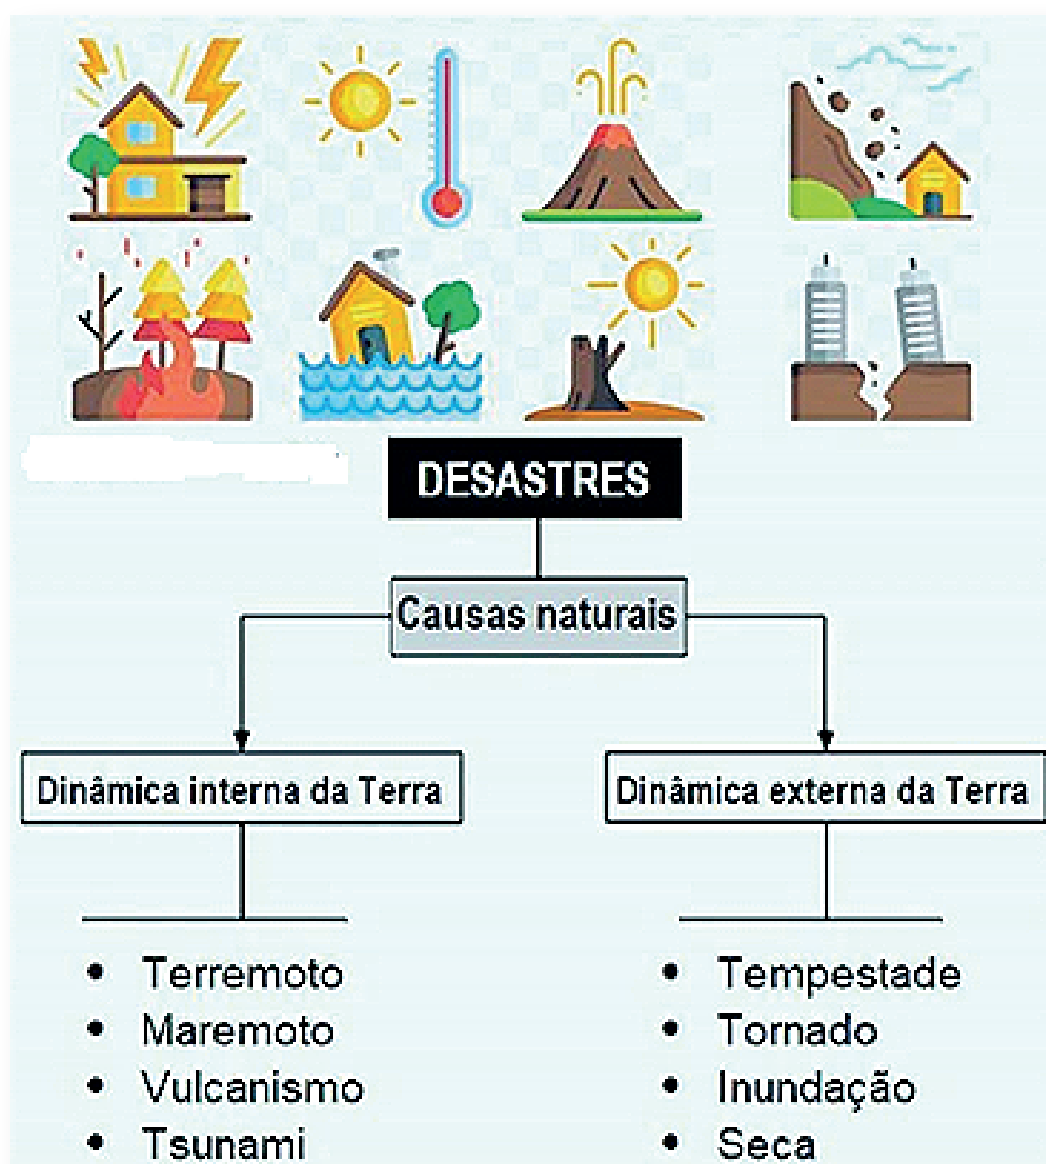 DESASTRES
Causas naturais
Dinâmica interna da Terra
Dinâmica externa da Terra
• Terremoto
• Maremoto
• Vulcanismo
• Tsunami
• Tempestade
• Tornado
• Inundação
• Seca